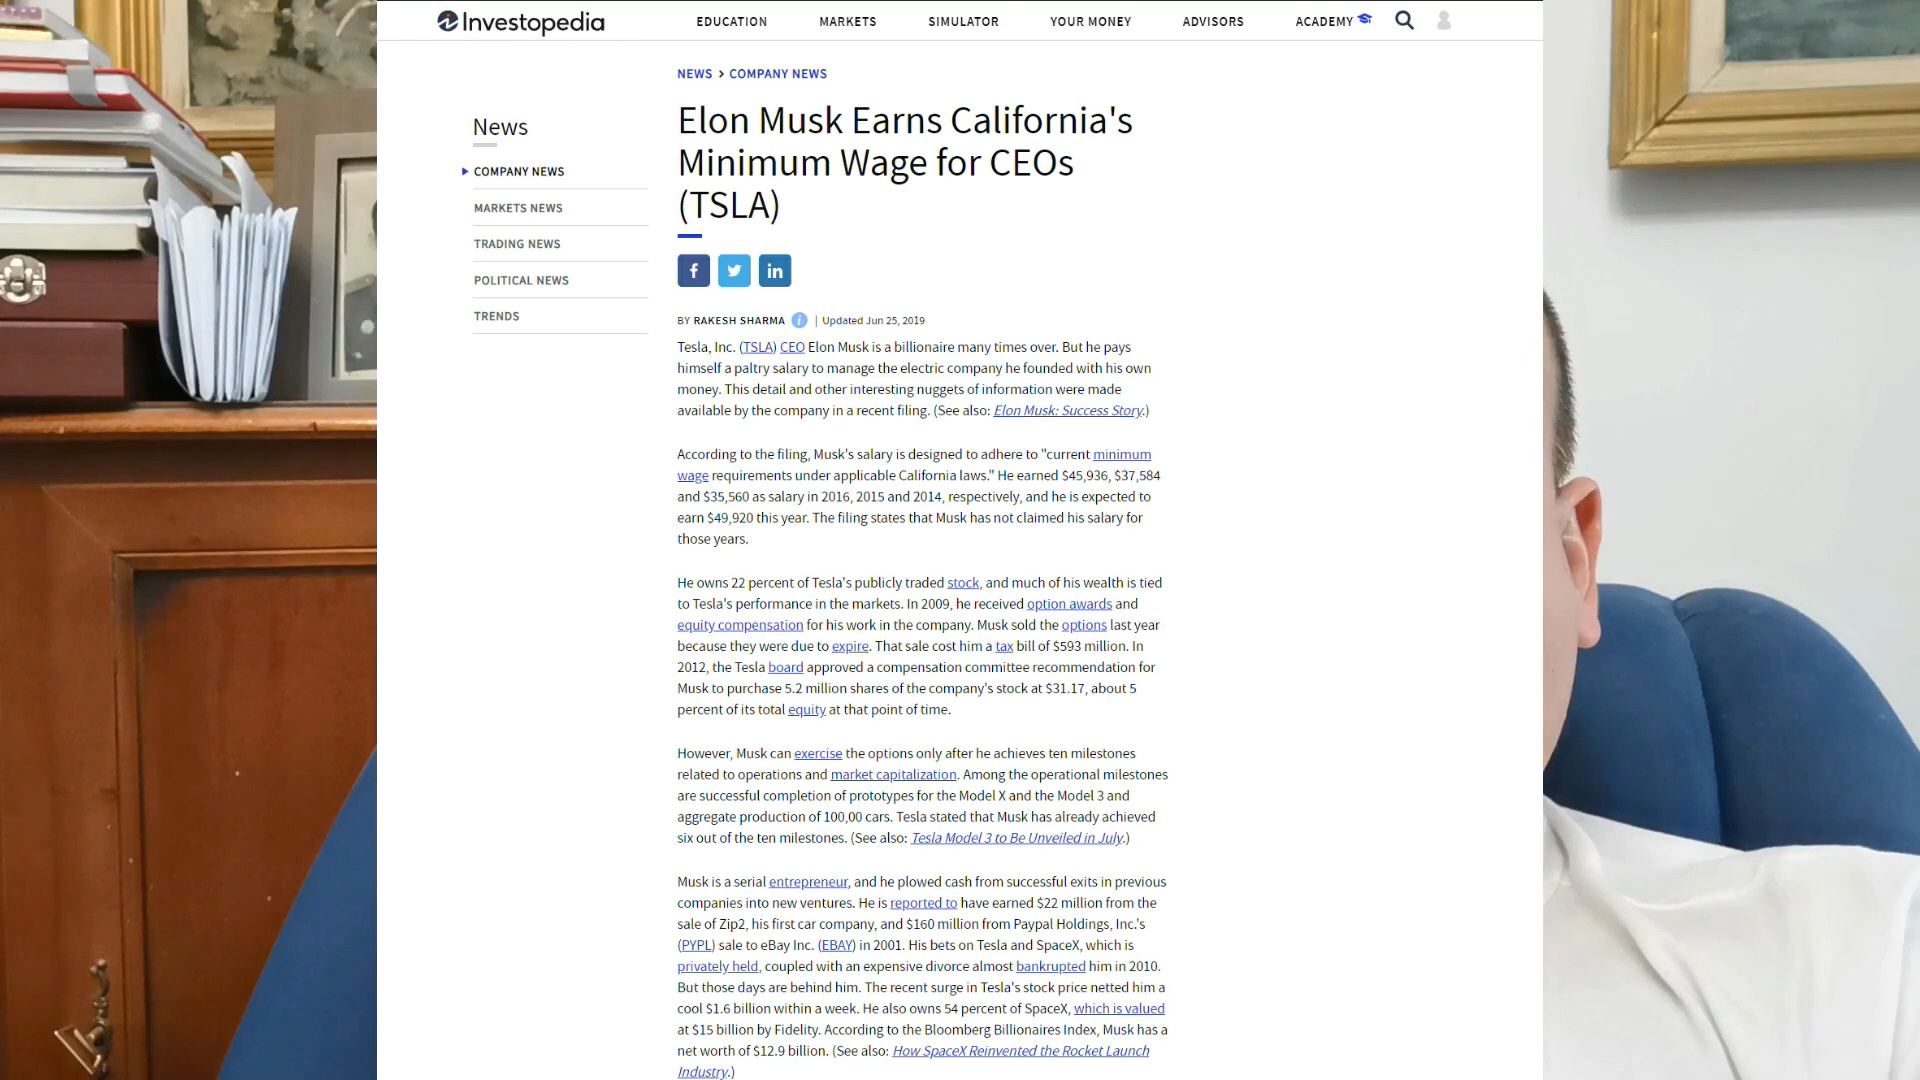 Investopedia
EDUCATION
MARKETS
SIMULATOR
YOUR MONEY
ADVISORS
ACADEMY
NEWS > COMPANY NEWS
News
COMPANY NEWS
MARKETS NEWS
TRADING NEWS
POLITICAL NEWS
TRENDS
Elon Musk Earns California's
Minimum Wage for CEOs
(TSLA)
BY RAKESH SHARMA i | Updated Jun 25, 2019
Tesla, Inc. (TSLA) CEO Elon Musk is a billionaire many times over. But he pays
himself a paltry salary to manage the electric company he founded with his own
money. This detail and other interesting nuggets of information were made
available by the company in a recent filing. (See also: Elon Musk: Success Story.)
According to the filing, Musk's salary is designed to adhere to "current minimum
wage requirements under applicable California laws." He earned $45,936, $37,584
and $35,560 as salary in 2016, 2015 and 2014, respectively, and he is expected to
earn $49,920 this year. The filing states that Musk has not claimed his salary for
those years.
He owns 22 percent of Tesla's publicly traded stock, and much of his wealth is tied
to Tesla's performance in the markets. In 2009, he received option awards and
equity compensation for his work in the company. Musk sold the options last year
because they were due to expire. That sale cost him a tax bill of $593 million. In
2012, the Tesla board approved a compensation committee recommendation for
Musk to purchase 5.2 million shares of the company's stock at $31.17, about 5
percent of its total equity at that point of time.
However, Musk can exercise the options only after he achieves ten milestones
related to operations and market capitalization. Among the operational milestones
are successful completion of prototypes for the Model X and the Model 3 and
aggregate production of 100,00 cars. Tesla stated that Musk has already achieved
six out of the ten milestones. (See also: Tesla Model 3 to Be Unveiled in July.)
Musk is a serial entrepreneur, and he plowed cash from successful exits in previous
companies into new ventures. He is reported to have earned $22 million from the
sale of Zip2, his first car company, and $160 million from Paypal Holdings, Inc.'s
(PYPL) sale to eBay Inc. (EBAY) in 2001. His bets on Tesla and SpaceX, which is
privately held, coupled with an expensive divorce almost bankrupted him in 2010.
But those days are behind him. The recent surge in Tesla's stock price netted him a
cool $1.6 billion within a week. He also owns 54 percent of SpaceX, which is valued
at $15 billion by Fidelity. According to the Bloomberg Billionaires Index, Musk has a
net worth of $12.9 billion. (See also: How SpaceX Reinvented the Rocket Launch
Industry.)